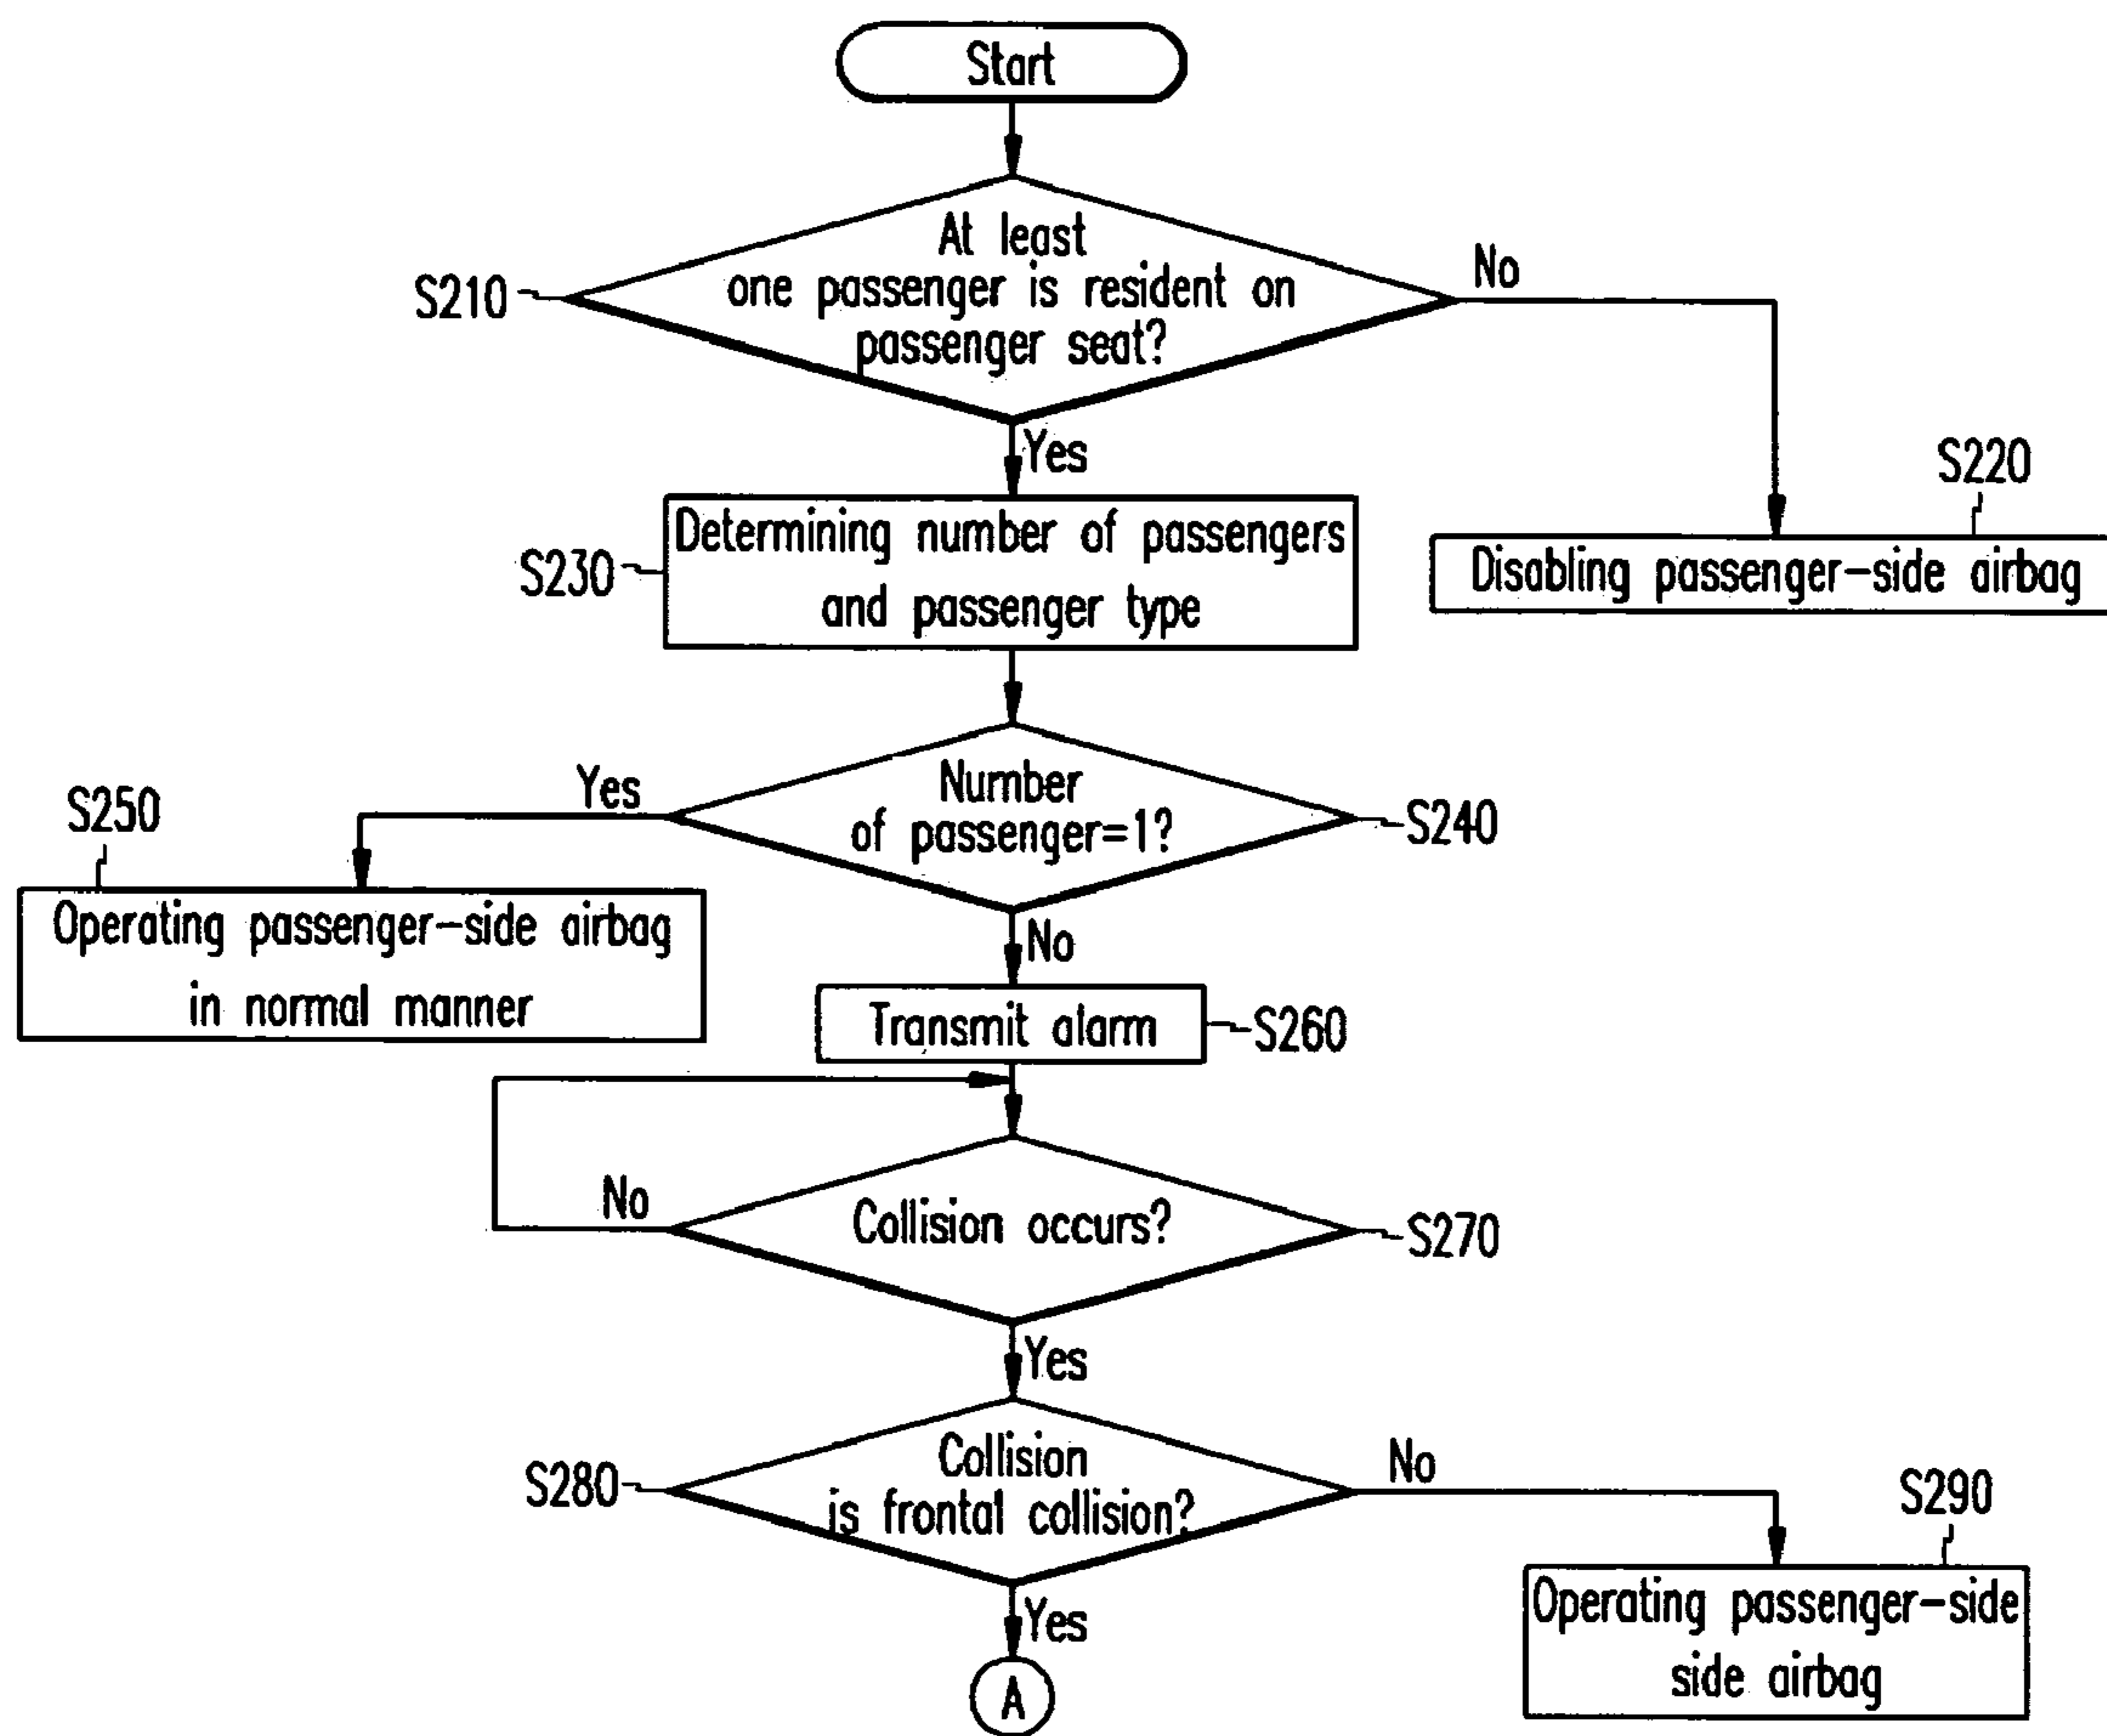 Start
At least
one passenger is resident on
passenger seat?
S210
No
Yes
S220
Disabling passenger-side airbag
Determining number of passengers
and passenger type
S230
Number
of passenger=1?
S240
Yes
S250
Operating passenger-side airbag
in normal manner
No
Transmit alarm
S260
Collision occurs?
S270
No
Yes
Collision
is frontal collision?
S280
No
S290
Operating passenger-side
side airbag
Yes
A